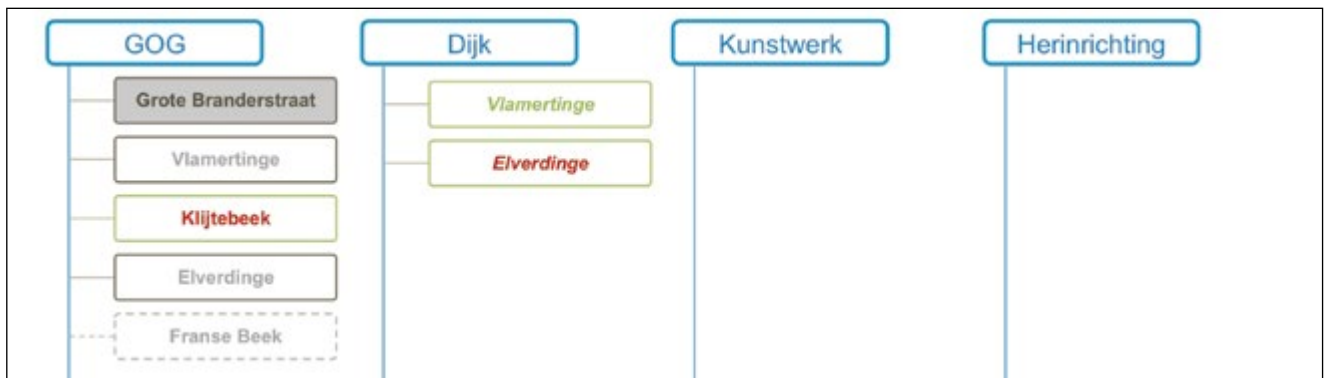 GOG
Grote Branderstraat
Vlamertinge
Klijtebeek
Elverdinge
Franse Beek
Dijk
Vlamertinge
Elverdinge
Kunstwerk
Herinrichting